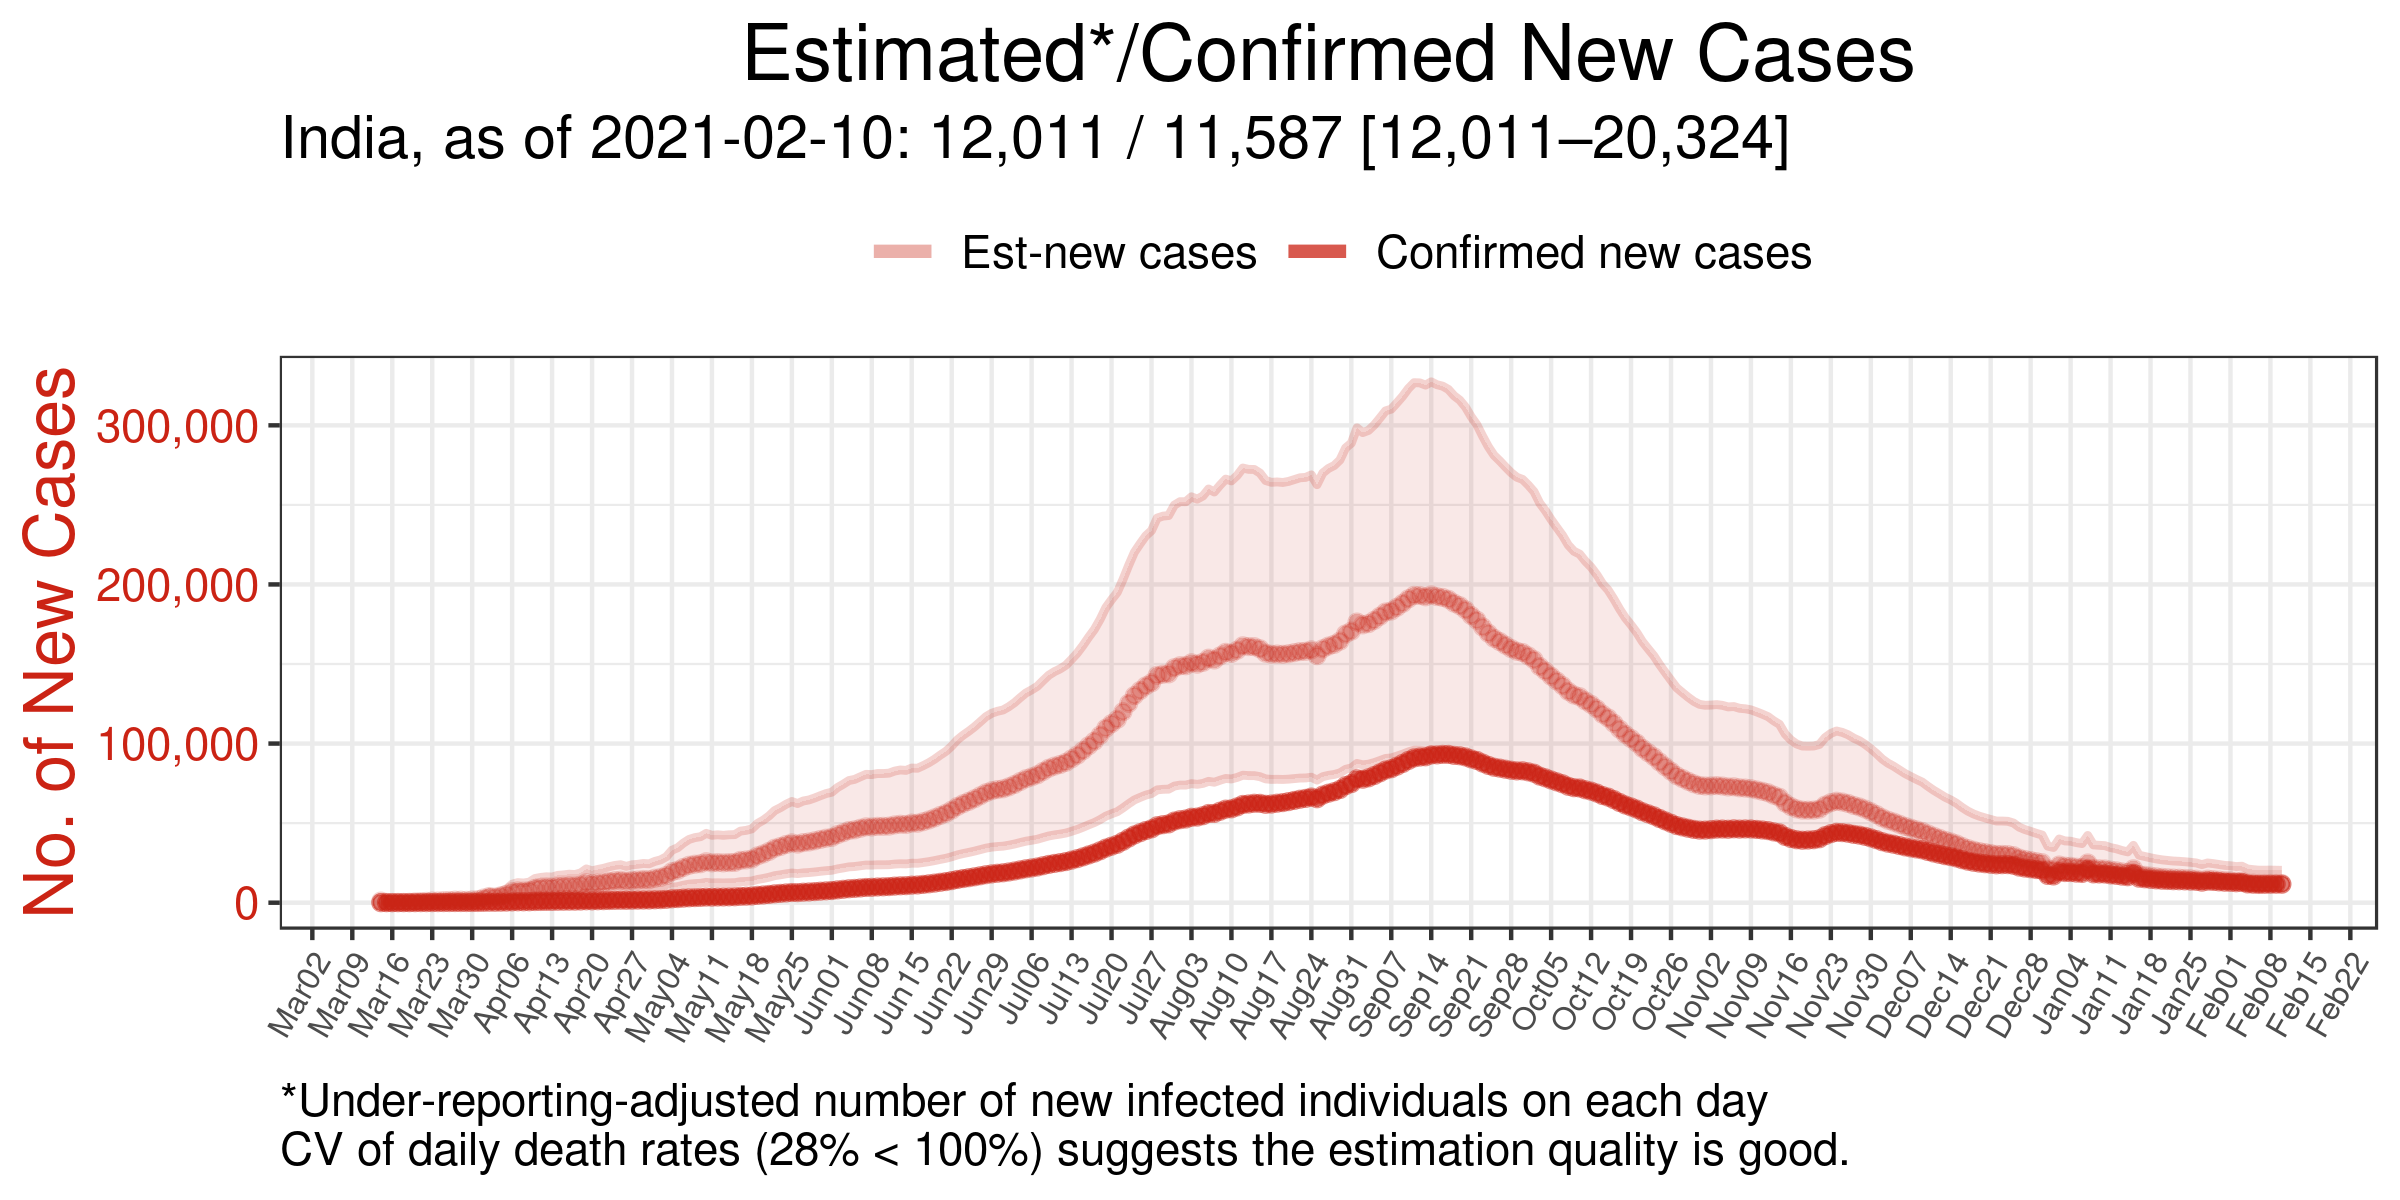 Estimated*/Confirmed New Cases
India, as of 2021-02-10: 12,011 / 11,587 [12,011–20,324]
Est-new cases
Confirmed new cases
No. of New Cases
300,000
200,000
100,000
0
Mar02
Mar09
Mar16
Mar23
Mar30
Apr06
Apr13
Apr20
Apr27
May04
May11
May18
May25
Jun01
Jun08
Jun15
Jun22
Jun29
Jul06
Jul13
Jul20
Jul27
Aug03
Aug10
Aug17
Aug24
Aug31
Sep07
Sep14
Sep21
Sep28
Oct05
Oct12
Oct19
Oct26
Nov02
Nov09
Nov16
Nov23
Nov30
Dec07
Dec14
Dec21
Dec28
Jan04
Jan11
Jan18
Jan25
Feb01
Feb08
Feb15
Feb22
*Under-reporting-adjusted number of new infected individuals on each day
CV of daily death rates (28% < 100%) suggests the estimation quality is good.